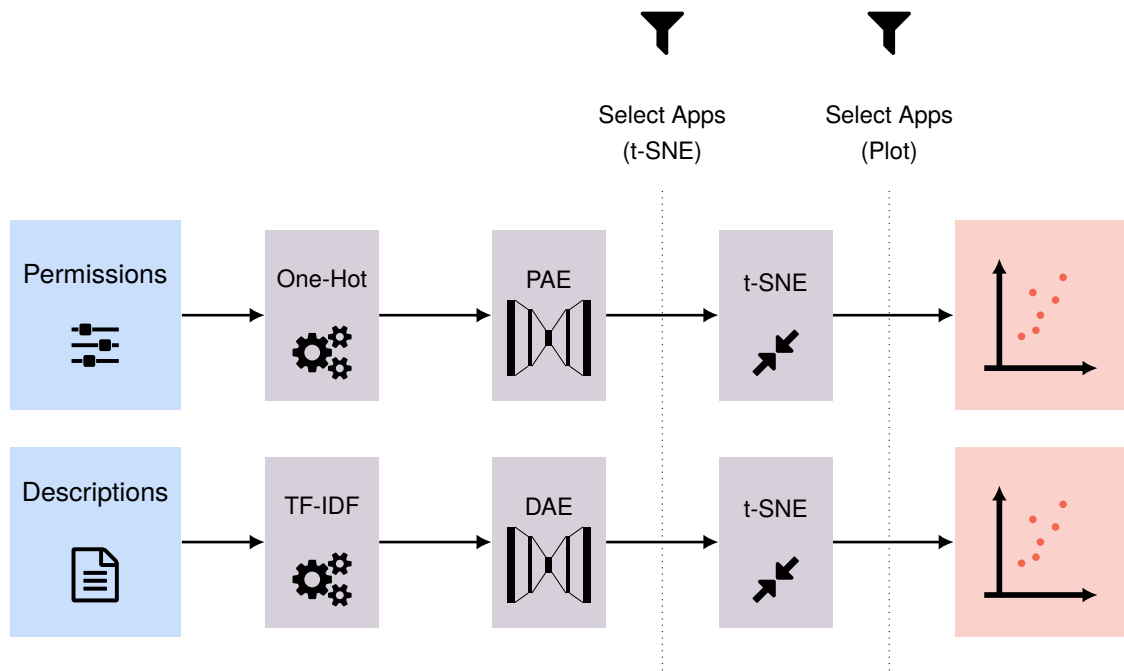 Select Apps
(t-SNE)
Select Apps
(Plot)
Permissions
One-Hot
PAE
t-SNE
Descriptions
TF-IDF
DAE
t-SNE